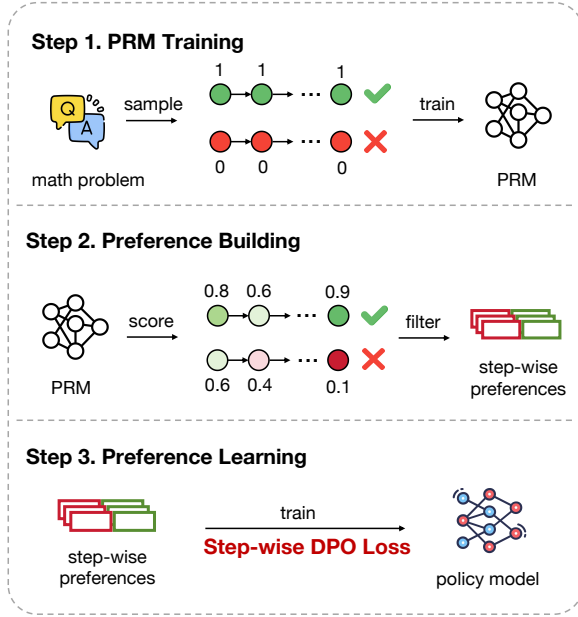 Step 1. PRM Training
1 1 1
Q
A
sample
...
train
0 0 0
math problem
PRM
Step 2. Preference Building
0.8 0.6 0.9
score
...
filter
0.6 0.4 0.1
PRM
step-wise
preferences
Step 3. Preference Learning
train
Step-wise DPO Loss
step-wise
preferences
policy model